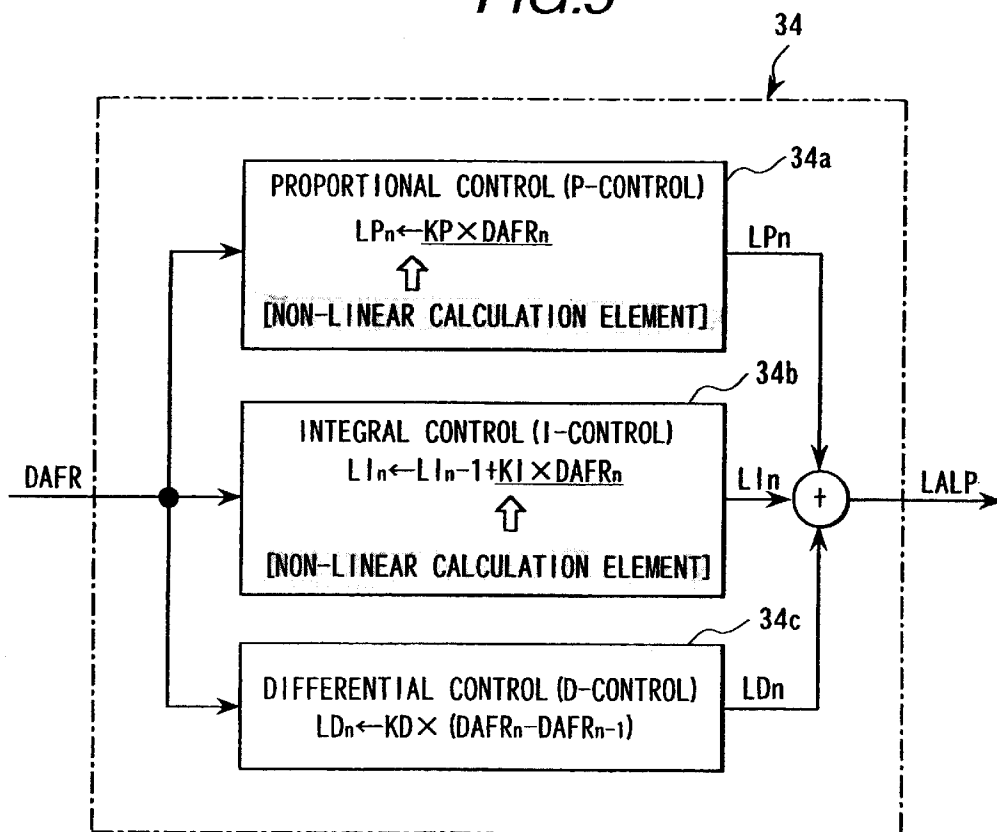 34
34a
PROPORTIONAL CONTROL (P-CONTROL)
LPn←KP×DAFRn
[NON-LINEAR CALCULATION ELEMENT]
LPn
34b
INTEGRAL CONTROL (I-CONTROL)
LIn←LIn-1+KI×DAFRn
[NON-LINEAR CALCULATION ELEMENT]
DAFR
LIn
+
LALP
34c
DIFFERENTIAL CONTROL (D-CONTROL)
LDn←KD×(DAFRn-DAFRn-1)
LDn